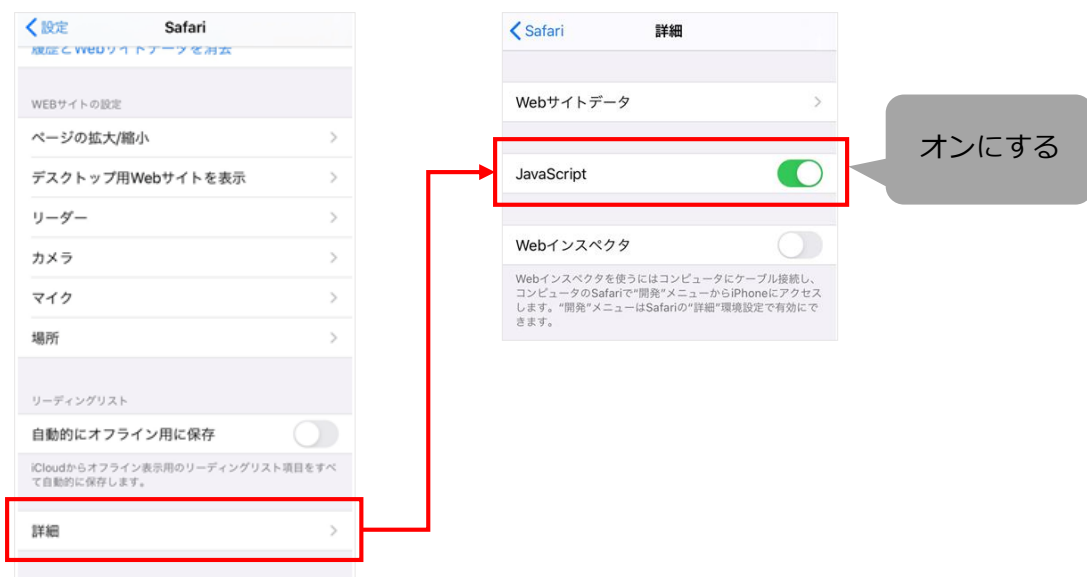 設定
Safari
履歴とWebサイトデータを消去
WEBサイトの設定
ページの拡大/縮小
デスクトップ用Webサイトを表示
リーダー
カメラ
マイク
場所
リーディングリスト
自動的にオフライン用に保存
iCloudからオフライン表示用のリーディングリスト項目をすべ
て自動的に保存します。
詳細
Safari
詳細
Webサイトデータ
JavaScript
Webインスペクタ
Webインスペクタを使うにはコンピュータにケーブル接続し、
コンピュータのSafariで"開発"メニューからiPhoneにアクセス
します。"開発"メニューはSafariの"詳細"環境設定で有効にで
きます。
オンにする